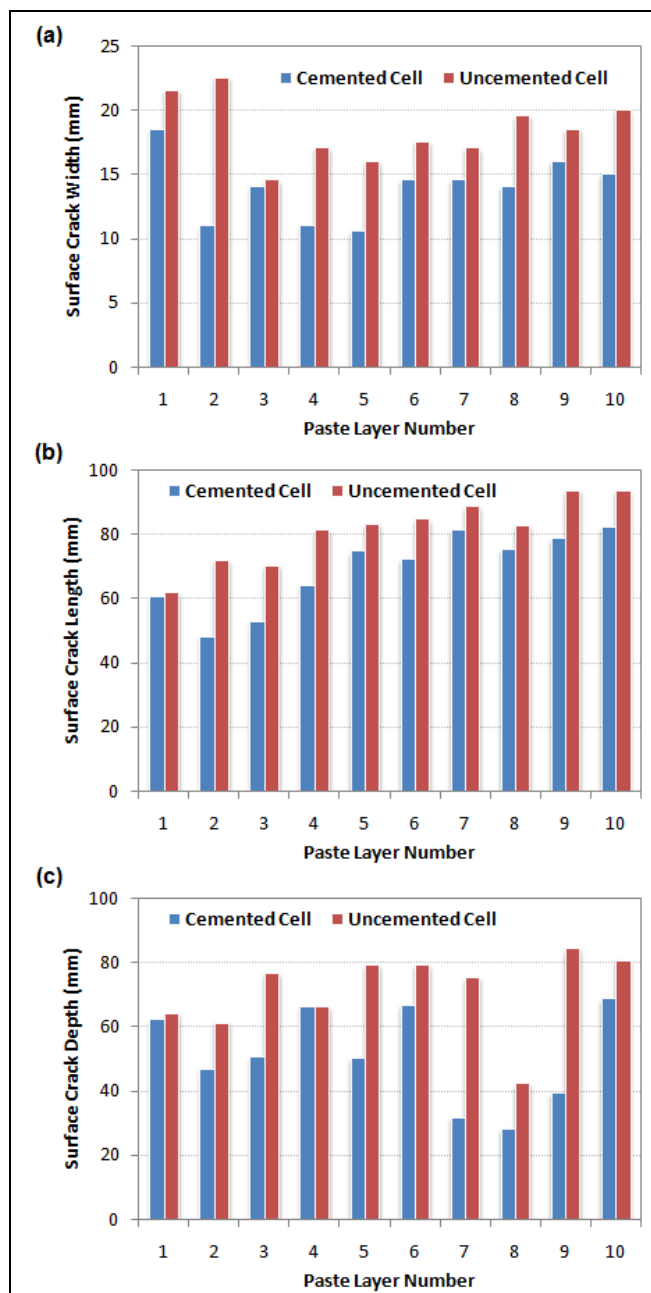 (a)
25
20
15
10
5
0
Surface Crack Width (mm)
Cemented Cell Uncemented Cell
1 2 3 4 5 6 7 8 9 10
Paste Layer Number
(b)
100
80
60
40
20
0
Surface Crack Length (mm)
Cemented Cell Uncemented Cell
1 2 3 4 5 6 7 8 9 10
Paste Layer Number
(c)
100
80
60
40
20
0
Surface Crack Depth (mm)
Cemented Cell Uncemented Cell
1 2 3 4 5 6 7 8 9 10
Paste Layer Number